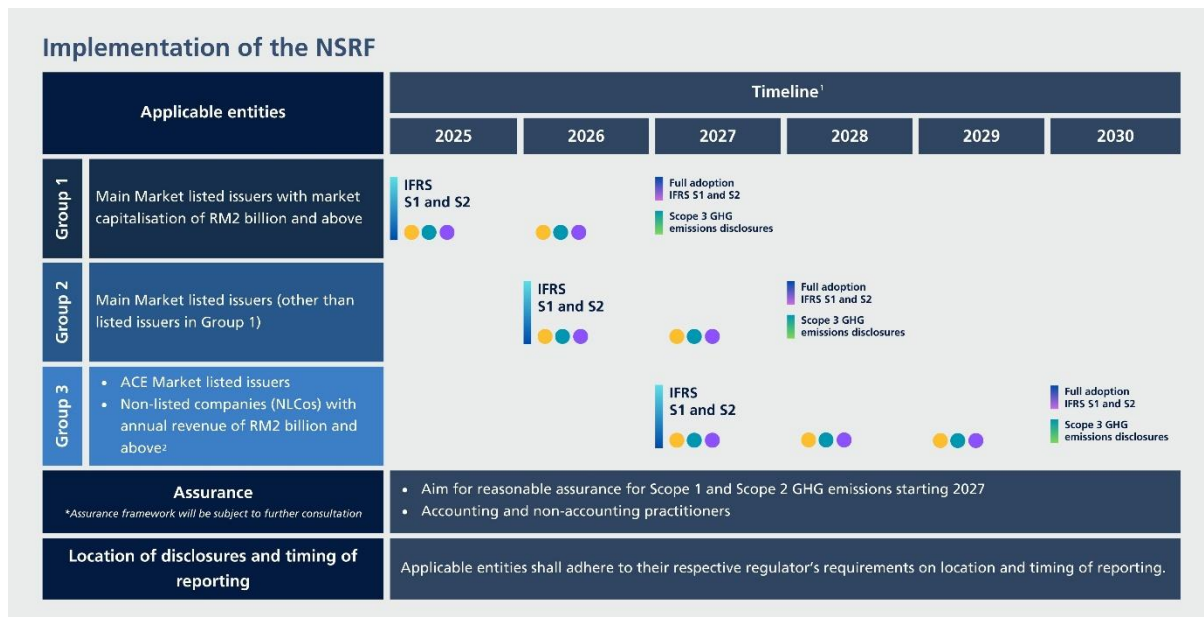 Implementation of the NSRF
Applicable entities
Timeline¹
2025
2026
2027
2028
2029
2030
Group 1
Main Market listed issuers with market
capitalisation of RM2 billion and above
IFRS
S1 and S2
Full adoption
IFRS S1 and S2
Scope 3 GHG
emissions disclosures
Group 2
Main Market listed issuers (other than
listed issuers in Group 1)
IFRS
S1 and S2
Full adoption
IFRS S1 and S2
Scope 3 GHG
emissions disclosures
Group 3
• ACE Market listed issuers
• Non-listed companies (NLCos) with
annual revenue of RM2 billion and
above²
IFRS
S1 and S2
Full adoption
IFRS S1 and S2
Scope 3 GHG
emissions disclosures
Assurance
*Assurance framework will be subject to further consultation
• Aim for reasonable assurance for Scope 1 and Scope 2 GHG emissions starting 2027
• Accounting and non-accounting practitioners
Location of disclosures and timing of
reporting
Applicable entities shall adhere to their respective regulator's requirements on location and timing of reporting.